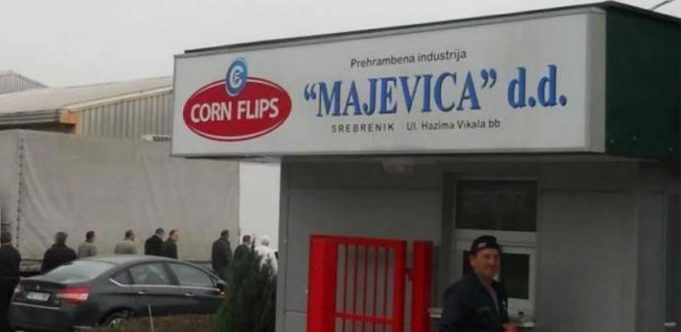 CORN FLIPS
Prehrambena industrija
"MAJEVICA" d.d.
SREBRENIK Ul. Hazima Vikala bb